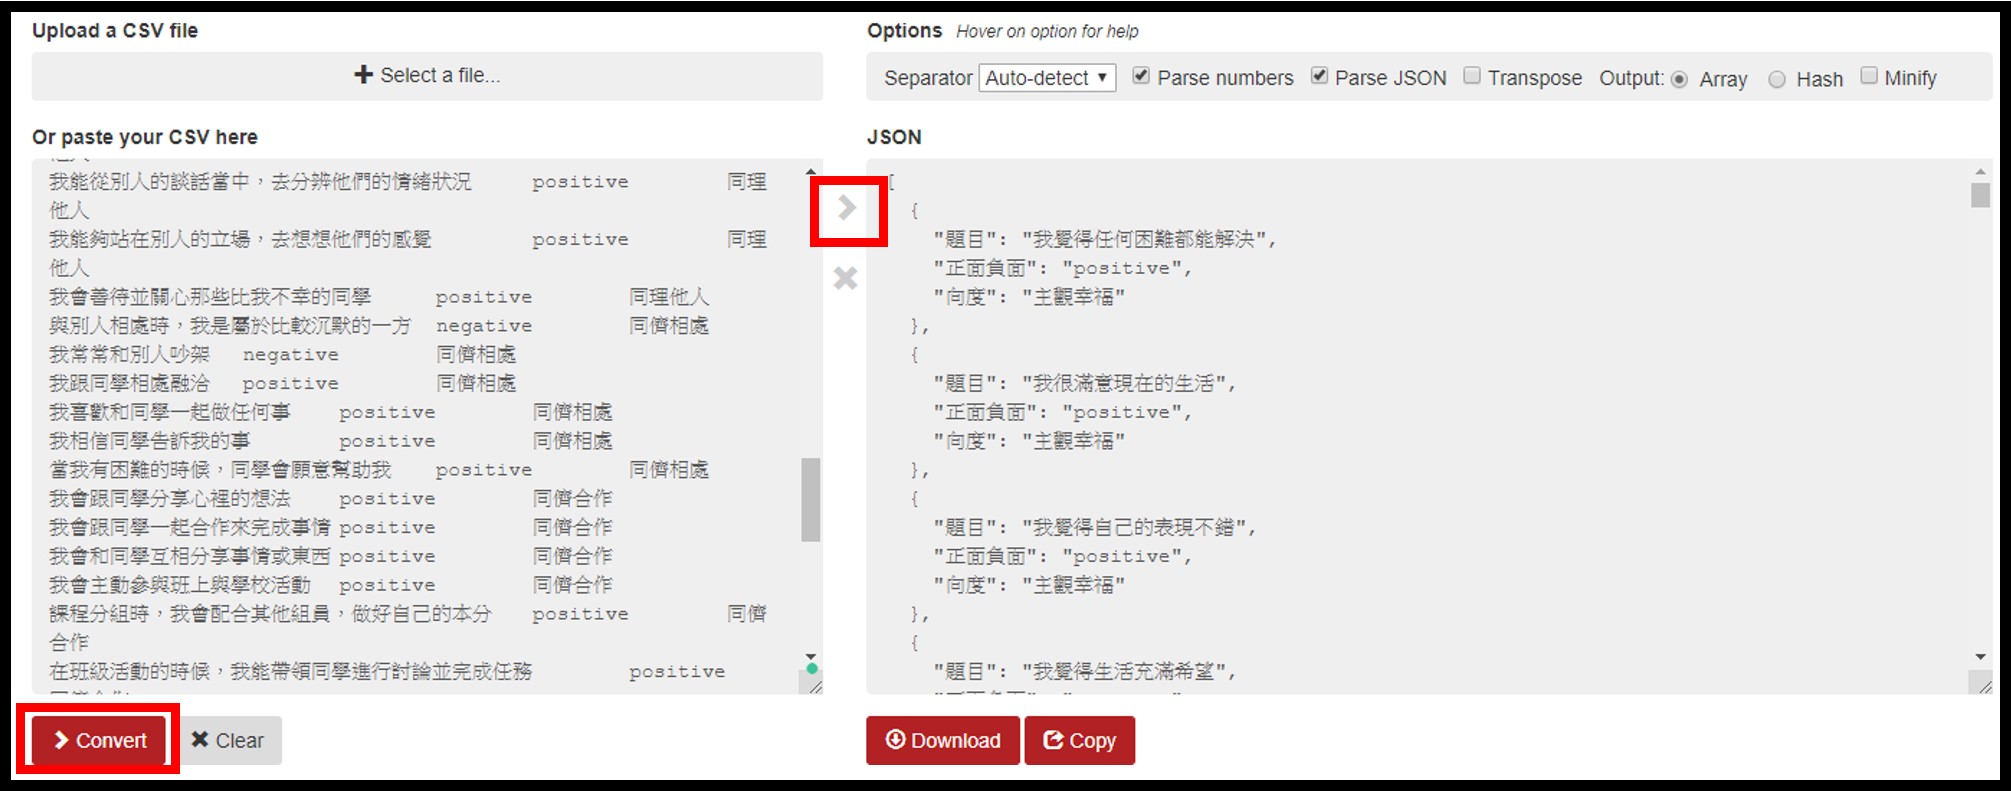 Upload a CSV file
Select a file...
Or paste your CSV here
我能從別人的談話當中，去分辨他們的情緒狀況 positive 同理
他人
我能夠站在別人的立場，去想想他們的感覺 positive 同理
他人
我會善待並關心那些比我不幸的同學 positive 同理他人
與別人相處時，我是屬於比較沉默的一方 negative 同儕相處
我常常和別人吵架 negative 同儕相處
我跟同學相處融洽 positive 同儕相處
我喜歡和同學一起做任何事 positive 同儕相處
我相信同學告訴我的事 positive 同儕相處
當我有困難的時候，同學會願意幫助我 positive 同儕相處
我會跟同學分享心裡的想法 positive 同儕合作
我會跟同學一起合作來完成事情 positive 同儕合作
我會和同學互相分享事情或東西 positive 同儕合作
我會主動參與班上與學校活動 positive 同儕合作
課程分組時，我會配合其他組員，做好自己的本分 positive 同儕
合作
在班級活動的時候，我能帶領同學進行討論並完成任務 positive
Convert
Clear
Options Hover on option for help
Separator Auto-detect Parse numbers Parse JSON Transpose Output: Array Hash Minify
JSON
[
{
"題目": "我覺得任何困難都能解決",
"正面負面": "positive",
"向度": "主觀幸福"
},
{
"題目": "我很滿意現在的生活",
"正面負面": "positive",
"向度": "主觀幸福"
},
{
"題目": "我覺得自己的表現不錯",
"正面負面": "positive",
"向度": "主觀幸福"
},
{
"題目": "我覺得生活充滿希望",
Download
Copy